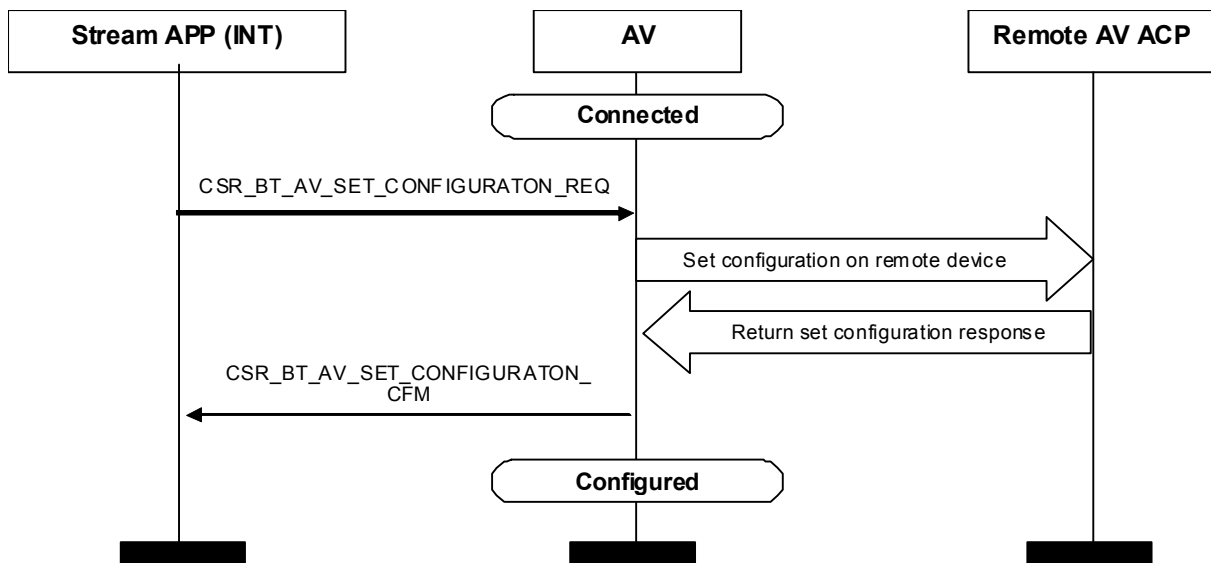 Stream APP (INT)
AV
Remote AV ACP
Connected
CSR_BT_AV_SET_CONFIGURATON_REQ
Set configuration on remote device
Return set configuration response
CSR_BT_AV_SET_CONFIGURATON_
CFM
Configured